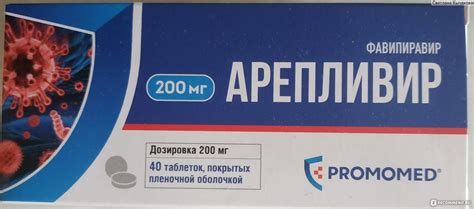 ФАВИПИРАВИР
200 мг
АРЕПЛИВИР
Дозировка 200 мг
40 таблеток, покрытых
пленочной оболочкой
PROMOMED®